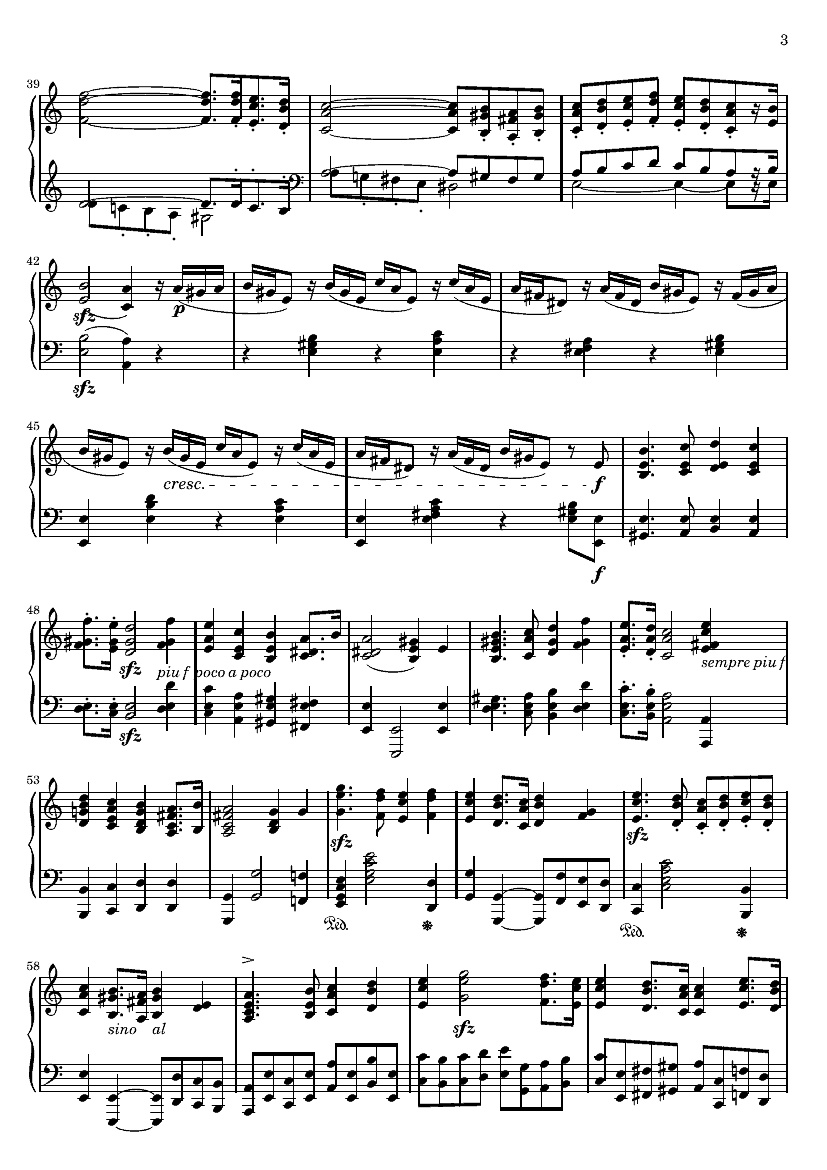 3
39
42
sfz
p
sfz
45
cresc.
f
f
48
sfz
piu f poco a poco
sempre piu f
sfz
53
sfz
sfz
Ped.
Ped.
58
sino al
sfz